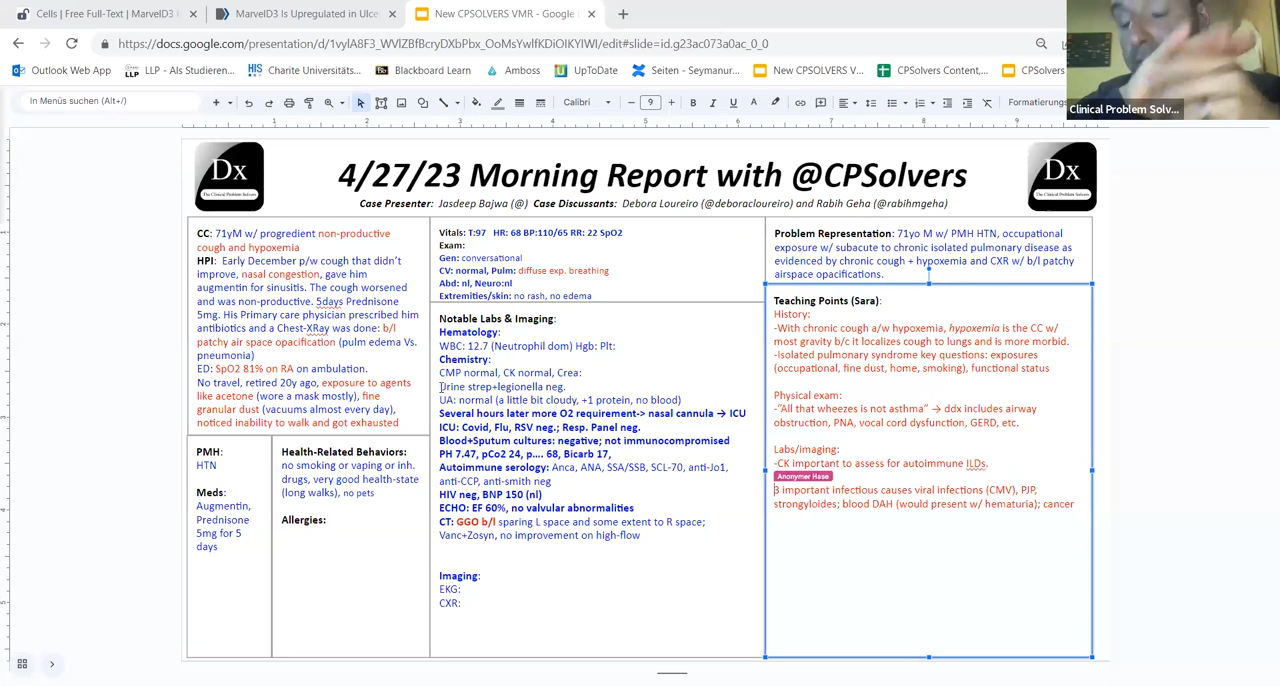 Cells | Free Full-Text | MarvelD3 I
MarvelD3 Is Upregulated in Ulce
New CPSOLVERS VMR - Google
https://docs.google.com/presentation/d/
Outlook Web App
LLP - Als Studieren...
Charite Universitäts...
Blackboard Learn
Amboss
UpToDate
Seiten - Seymanur...
New CPSOLVERS V...
CPSolvers Content,...
CPSolvers
In Menüs suchen (Alt+/)
Calibri
9
Formatierungs
Clinical Problem Solv...
1 2 3 4 5 6 7 8 9
Dx
The Clinical Problem Solvers
4/27/23 Morning Report with @CPSolvers
Case Presenter: Jasdeep Bajwa (@) Case Discussants: Debora Loureiro (@deboracloureiro) and Rabih Geha (@rabihmgeha)
Dx
The Clinical Problem Solvers
CC: 71yM w/ progredient non-productive
cough and hypoxemia
HPI: Early December p/w cough that didn't
improve, nasal congestion, gave him
augmentin for sinusitis. The cough worsened
and was non-productive. 5days Prednisone
5mg. His Primary care physician prescribed him
antibiotics and a Chest-XRay was done: b/l
patchy air space opacification (pulm edema Vs.
pneumonia)
ED: SpO2 81% on RA on ambulation.
No travel, retired 20y ago, exposure to agents
like acetone (wore a mask mostly), fine
granular dust (vacuums almost every day),
noticed inability to walk and got exhausted
PMH:
HTN
Meds:
Augmentin,
Prednisone
5mg for 5
days
Health-Related Behaviors:
no smoking or vaping or inh.
drugs, very good health-state
(long walks), no pets
Allergies:
Vitals: T:97 HR: 68 BP:110/65 RR: 22 SpO2
Exam:
Gen: conversational
CV: normal, Pulm: diffuse exp. breathing
Abd: nl, Neuro:nl
Extremities/skin: no rash, no edema
Notable Labs & Imaging:
Hematology:
WBC: 12.7 (Neutrophil dom) Hgb: Plt:
Chemistry:
CMP normal, CK normal, Crea:
Urine strep+legionella neg.
UA: normal (a little bit cloudy, +1 protein, no blood)
Several hours later more O2 requirement-> nasal cannula → ICU
ICU: Covid, Flu, RSV neg.; Resp. Panel neg.
Blood+Sputum cultures: negative; not immunocompromised
PH 7.47, pCo2 24, p.... 68, Bicarb 17,
Autoimmune serology: Anca, ANA, SSA/SSB, SCL-70, anti-Jo1,
anti-CCP, anti-smith neg
HIV neg, BNP 150 (nl)
ECHO: EF 60%, no valvular abnormalities
CT: GGO b/l sparing L space and some extent to R space;
Vanc+Zosyn, no improvement on high-flow
Imaging:
EKG:
CXR:
Problem Representation: 71yo M w/ PMH HTN, occupational
exposure w/ subacute to chronic isolated pulmonary disease as
evidenced by chronic cough + hypoxemia and CXR w/ b/l patchy
airspace opacifications.
Teaching Points (Sara):
History:
-With chronic cough a/w hypoxemia, hypoxemia is the CC w/
most gravity b/c it localizes cough to lungs and is more morbid.
-Isolated pulmonary syndrome key questions: exposures
(occupational, fine dust, home, smoking), functional status
Physical exam:
-"All that wheezes is not asthma" → ddx includes airway
obstruction, PNA, vocal cord dysfunction, GERD, etc.
Labs/imaging:
-CK important to assess for autoimmune ILDs.
Anonymer Hase
3 important infectious causes viral infections (CMV), PJP,
strongyloides; blood DAH (would present w/ hematuria); cancer